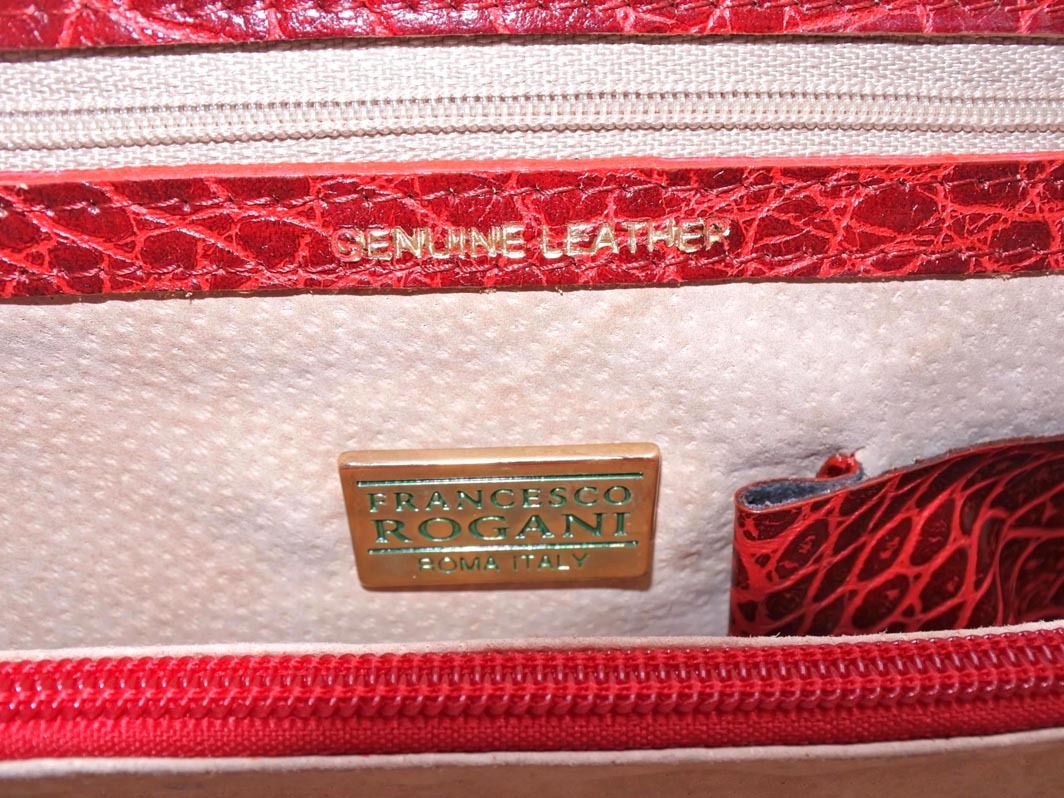 GENUINE LEATHER
FRANCESCO
ROGANI
ROMA ITALY